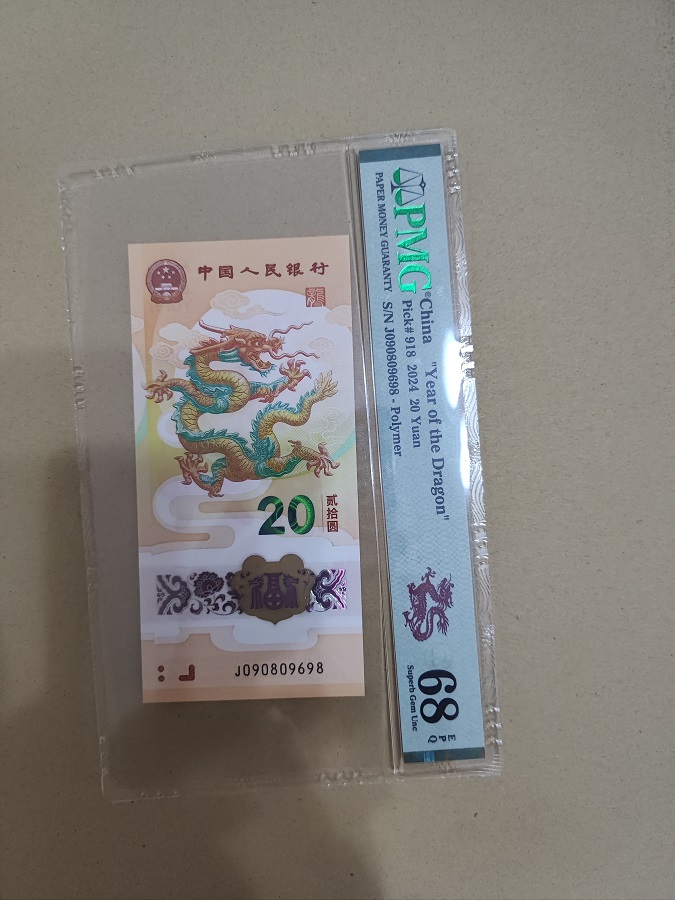 中国人民银行
龍
20
贰拾圆
福
J090809698
PMG®
PAPER MONEY GUARANTY
China "Year of the Dragon"
Pick# 918 2024 20 Yuan
S/N J090809698 - Polymer
68 EPQ
Superb Gem Unc